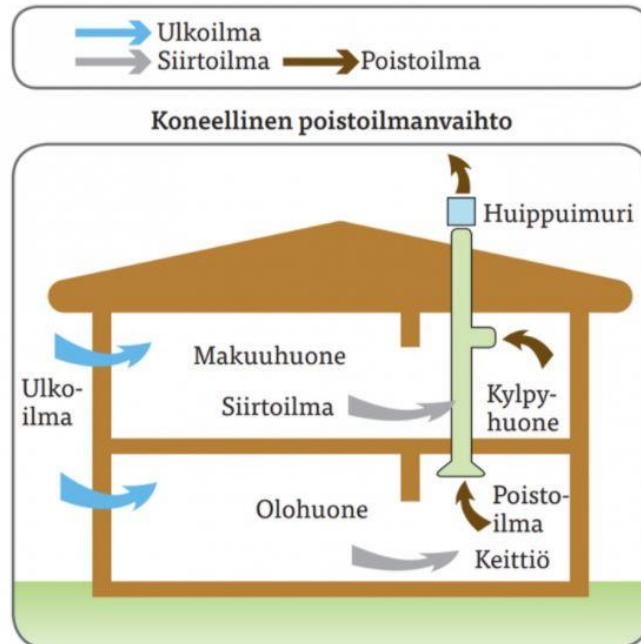 Ulkoilma
Siirtoilma Poistoilma
Koneellinen poistoilmanvaihto
Huippuimuri
Makuuhuone
Ulko-
ilma
Siirtoilma
Kylpy-
huone
Olohuone
Poisto-
ilma
Keittiö